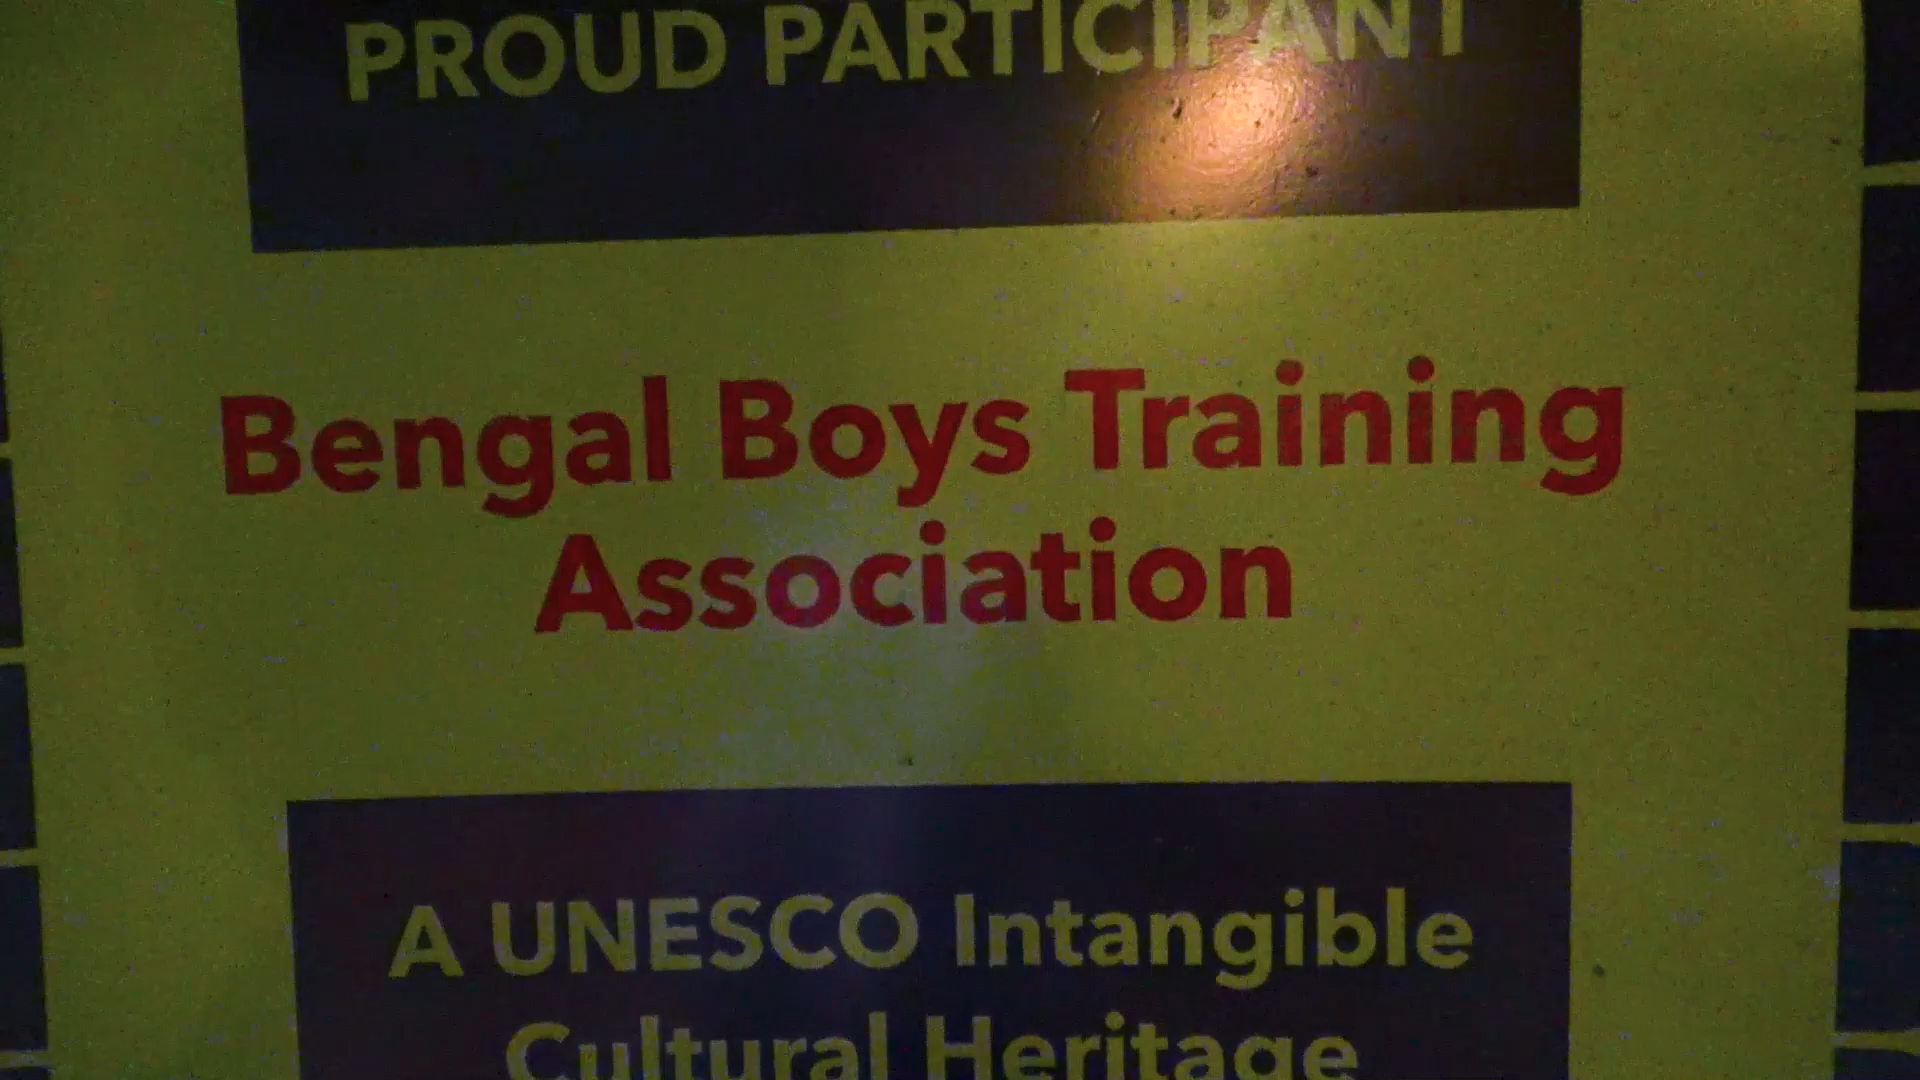 PROUD PARTICIPANT
Bengal Boys Training
Association
A UNESCO Intangible
Cultural Heritage